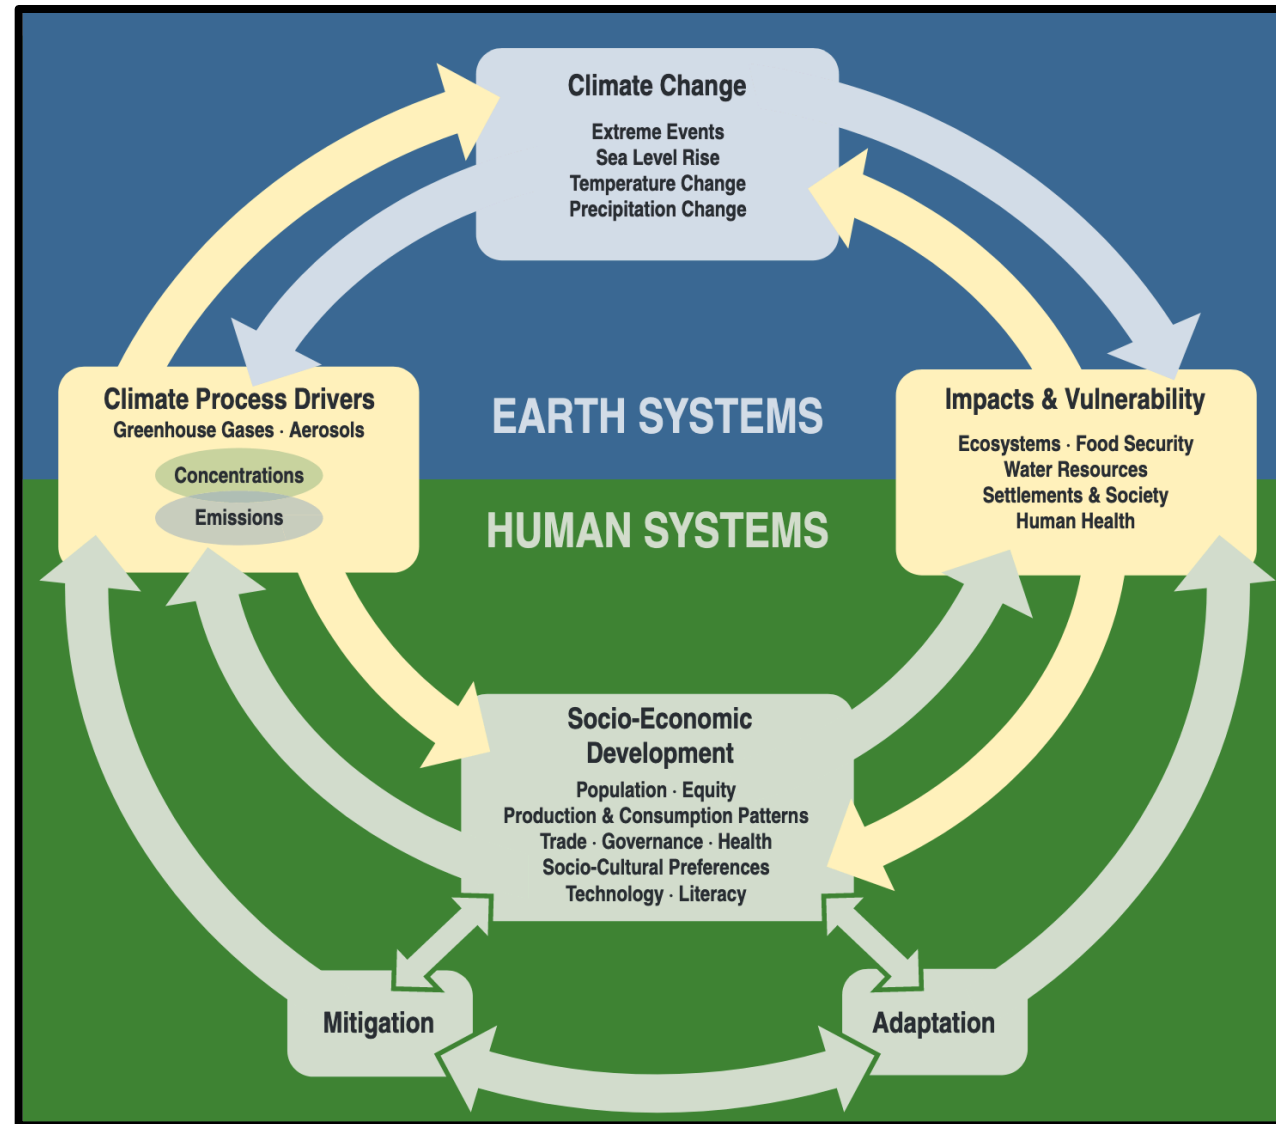 Climate Change
Extreme Events
Sea Level Rise
Temperature Change
Precipitation Change
Climate Process Drivers
Greenhouse Gases · Aerosols
Concentrations
Emissions
EARTH SYSTEMS
HUMAN SYSTEMS
Impacts & Vulnerability
Ecosystems · Food Security
Water Resources
Settlements & Society
Human Health
Socio-Economic
Development
Population · Equity
Production & Consumption Patterns
Trade · Governance · Health
Socio-Cultural Preferences
Technology · Literacy
Mitigation
Adaptation